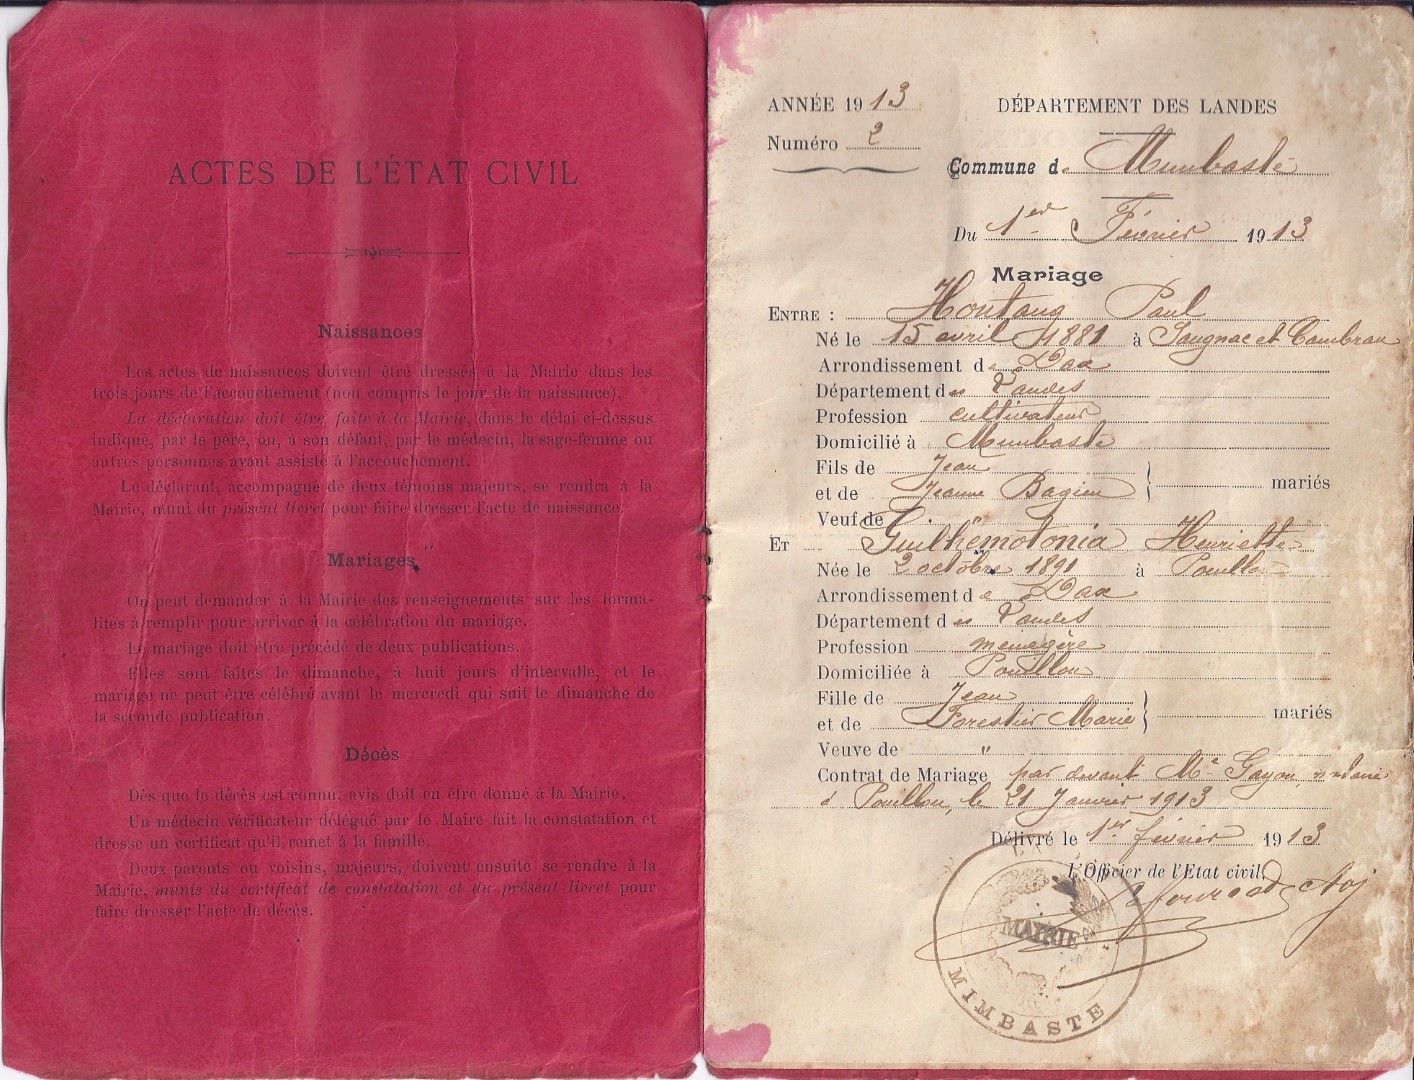 ACTES DE L'ÉTAT CIVIL
Naissances
Les actes de naissances doivent être dressés à la Mairie dans les
trois jours de l'accouchement (non compris le jour de la naissance).
La déclaration doit être faite à la Mairie, dans le délai ci-dessus
indiqué, par le père, ou, à son défaut, par le médecin, la sage-femme ou
autres personnes ayant assisté à l'accouchement.
Le déclarant, accompagné de deux témoins majeurs, se rendra à la
Mairie, muni du présent livret pour faire dresser l'acte de naissance.
Mariages
On peut demander à la Mairie des renseignements sur les forma-
lités à remplir pour arriver à la célébration du mariage.
Le mariage doit être précédé de deux publications.
Elles sont faites le dimanche, à huit jours d'intervalle, et le
mariage ne peut être célébré avant le mercredi qui suit le dimanche de
la seconde publication.
Décès
Dès que le décès est connu, avis doit en être donné à la Mairie.
Un médecin vérificateur délégué par le Maire fait la constatation et
dresse un certificat qu'il remet à la famille.
Deux parents ou voisins, majeurs, doivent ensuite se rendre à la
Mairie, munis du certificat de constatation et du présent livret pour
faire dresser l'acte de décès.
ANNÉE 1913 DÉPARTEMENT DES LANDES
Numéro 2
Commune de Mimbaste
Du 1er Février 1913
Mariage
ENTRE : Hontang Paul
Né le 15 avril 1881 à Saugnac et Cambran
Arrondissement de Dax
Département des Landes
Profession cultivateur
Domicilié à Mimbaste
Fils de Jean
et de Jeanne Bagieu mariés
Veuf de "
ET Guilhemotonia Henriette
Née le 2 octobre 1891 à Pouillon
Arrondissement de Dax
Département des Landes
Profession menagère
Domiciliée à Pouillon
Fille de Jean
et de Forestier Marie mariés
Veuve de "
Contrat de Mariage par devant Me Gayon, notaire
à Pouillon, le 21 Janvier 1913
Délivré le 1er février 1913
L'Officier de l'Etat civil,
MAIRIE
MIMBASTE